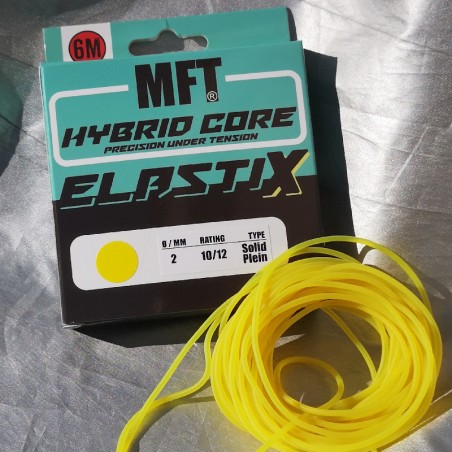 6M
MFT®
HYBRID CORE
PRECISION UNDER TENSION
ELASTIX
Ø / MM RATING TYPE
2 10/12 Solid
Plein